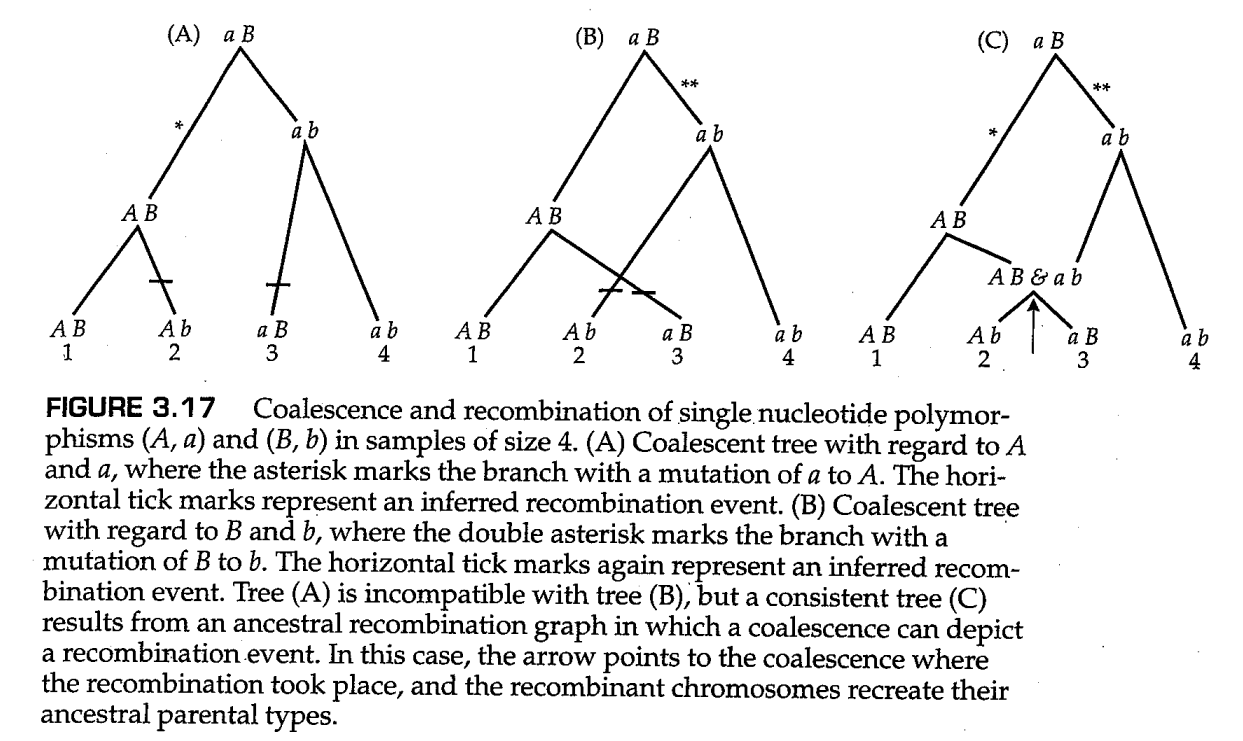 (A) a B (B) a B (C) a B
** **
* a b a b * a b
A B A B A B
A B & a b
A B A b a B a b A B A b a B a b A B A b a B a b
1 2 3 4 1 2 3 4 1 2 3 4
FIGURE 3.17 Coalescence and recombination of single nucleotide polymor-
phisms (A, a) and (B, b) in samples of size 4. (A) Coalescent tree with regard to A
and a, where the asterisk marks the branch with a mutation of a to A. The hori-
zontal tick marks represent an inferred recombination event. (B) Coalescent tree
with regard to B and b, where the double asterisk marks the branch with a
mutation of B to b. The horizontal tick marks again represent an inferred recom-
bination event. Tree (A) is incompatible with tree (B), but a consistent tree (C)
results from an ancestral recombination graph in which a coalescence can depict
a recombination event. In this case, the arrow points to the coalescence where
the recombination took place, and the recombinant chromosomes recreate their
ancestral parental types.